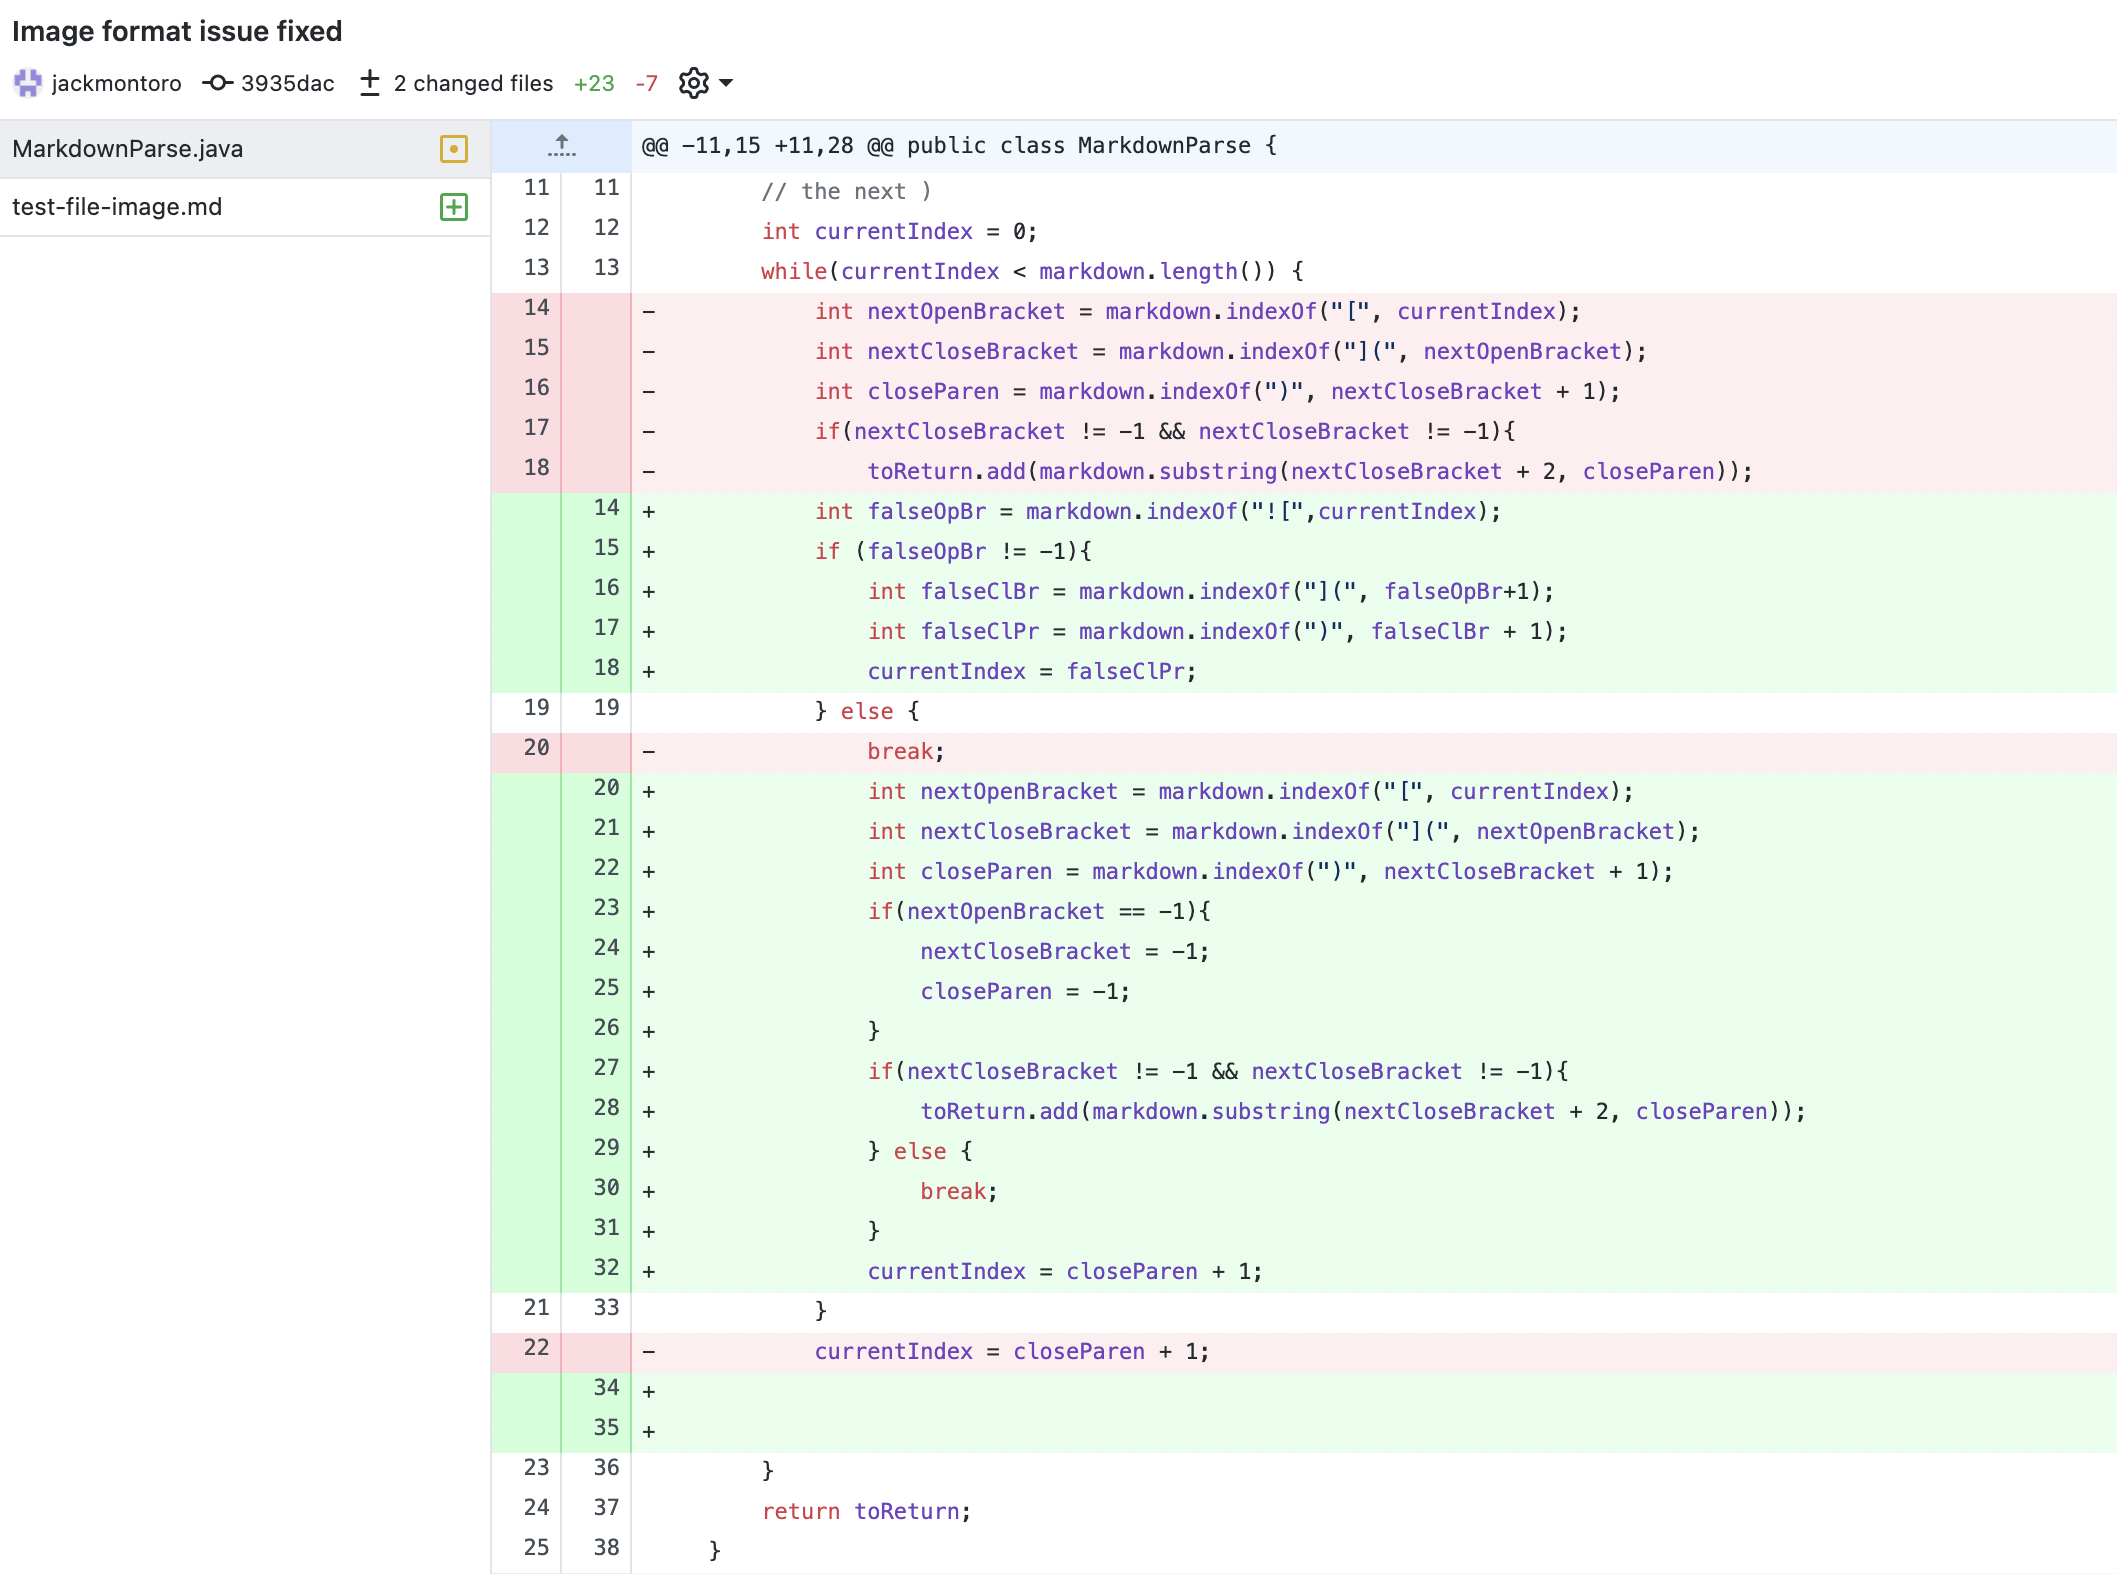 Image format issue fixed
jackmontoro 3935dac 2 changed files +23 -7
MarkdownParse.java
test-file-image.md
@@ -11,15 +11,28 @@ public class MarkdownParse {
11 11 // the next )
12 12 int currentIndex = 0;
13 13 while(currentIndex < markdown.length()) {
14 - int nextOpenBracket = markdown.indexOf("[", currentIndex);
15 - int nextCloseBracket = markdown.indexOf("](", nextOpenBracket);
16 - int closeParen = markdown.indexOf(")", nextCloseBracket + 1);
17 - if(nextCloseBracket != -1 && nextCloseBracket != -1){
18 - toReturn.add(markdown.substring(nextCloseBracket + 2, closeParen));
14 + int falseOpBr = markdown.indexOf("![",currentIndex);
15 + if (falseOpBr != -1){
16 + int falseClBr = markdown.indexOf("](", falseOpBr+1);
17 + int falseClPr = markdown.indexOf(")", falseClBr + 1);
18 + currentIndex = falseClPr;
19 19 } else {
20 - break;
20 + int nextOpenBracket = markdown.indexOf("[", currentIndex);
21 + int nextCloseBracket = markdown.indexOf("](", nextOpenBracket);
22 + int closeParen = markdown.indexOf(")", nextCloseBracket + 1);
23 + if(nextOpenBracket == -1){
24 + nextCloseBracket = -1;
25 + closeParen = -1;
26 + }
27 + if(nextCloseBracket != -1 && nextCloseBracket != -1){
28 + toReturn.add(markdown.substring(nextCloseBracket + 2, closeParen));
29 + } else {
30 + break;
31 + }
32 + currentIndex = closeParen + 1;
21 33 }
22 - currentIndex = closeParen + 1;
34 +
35 +
23 36 }
24 37 return toReturn;
25 38 }